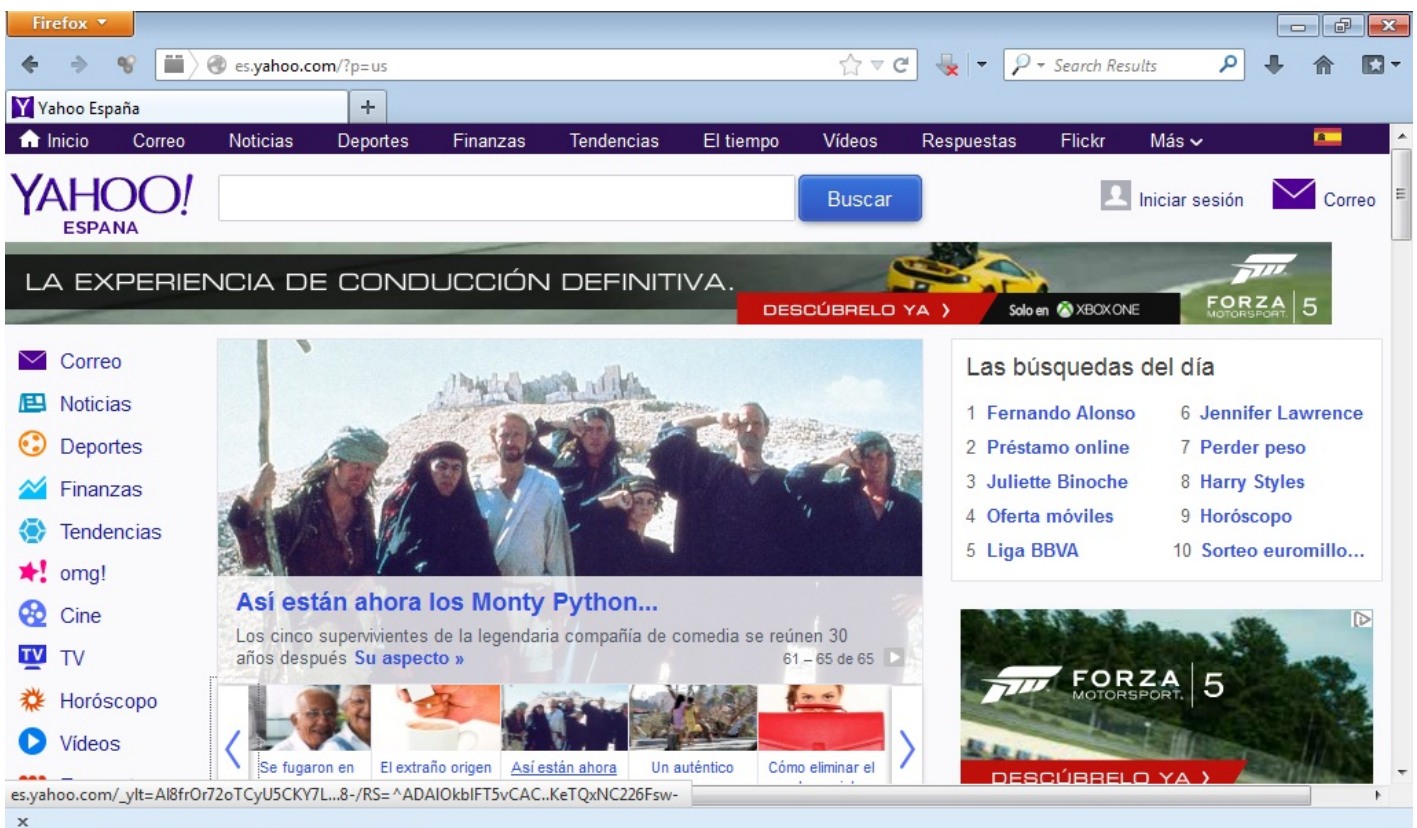 Firefox
es.yahoo.com/?p=us
Search Results
Yahoo España
Inicio Correo Noticias Deportes Finanzas Tendencias El tiempo Vídeos Respuestas Flickr Más
YAHOO!
ESPANA
Buscar
Iniciar sesión
Correo
LA EXPERIENCIA DE CONDUCCIÓN DEFINITIVA.
DESCÚBRELO YA
Solo en XBOX ONE
FORZA
MOTORSPORT.
5
Correo
Noticias
Deportes
Finanzas
Tendencias
omg!
Cine
TV
TV
Horóscopo
Vídeos
Así están ahora los Monty Python...
Los cinco supervivientes de la legendaria compañía de comedia se reúnen 30
años después Su aspecto »
61 – 65 de 65
Se fugaron en
El extraño origen
Así están ahora
Un auténtico
Cómo eliminar el
Las búsquedas del día
1 Fernando Alonso
2 Préstamo online
3 Juliette Binoche
4 Oferta móviles
5 Liga BBVA
6 Jennifer Lawrence
7 Perder peso
8 Harry Styles
9 Horóscopo
10 Sorteo euromillo...
FORZA
MOTORSPORT.
5
DESCÚBRELO YA
es.yahoo.com/_ylt=Al8frOr72oTCyU5CKY7L...8-/RS=^ADAIOkbIFT5vCAC..KeTQxNC226Fsw-
x